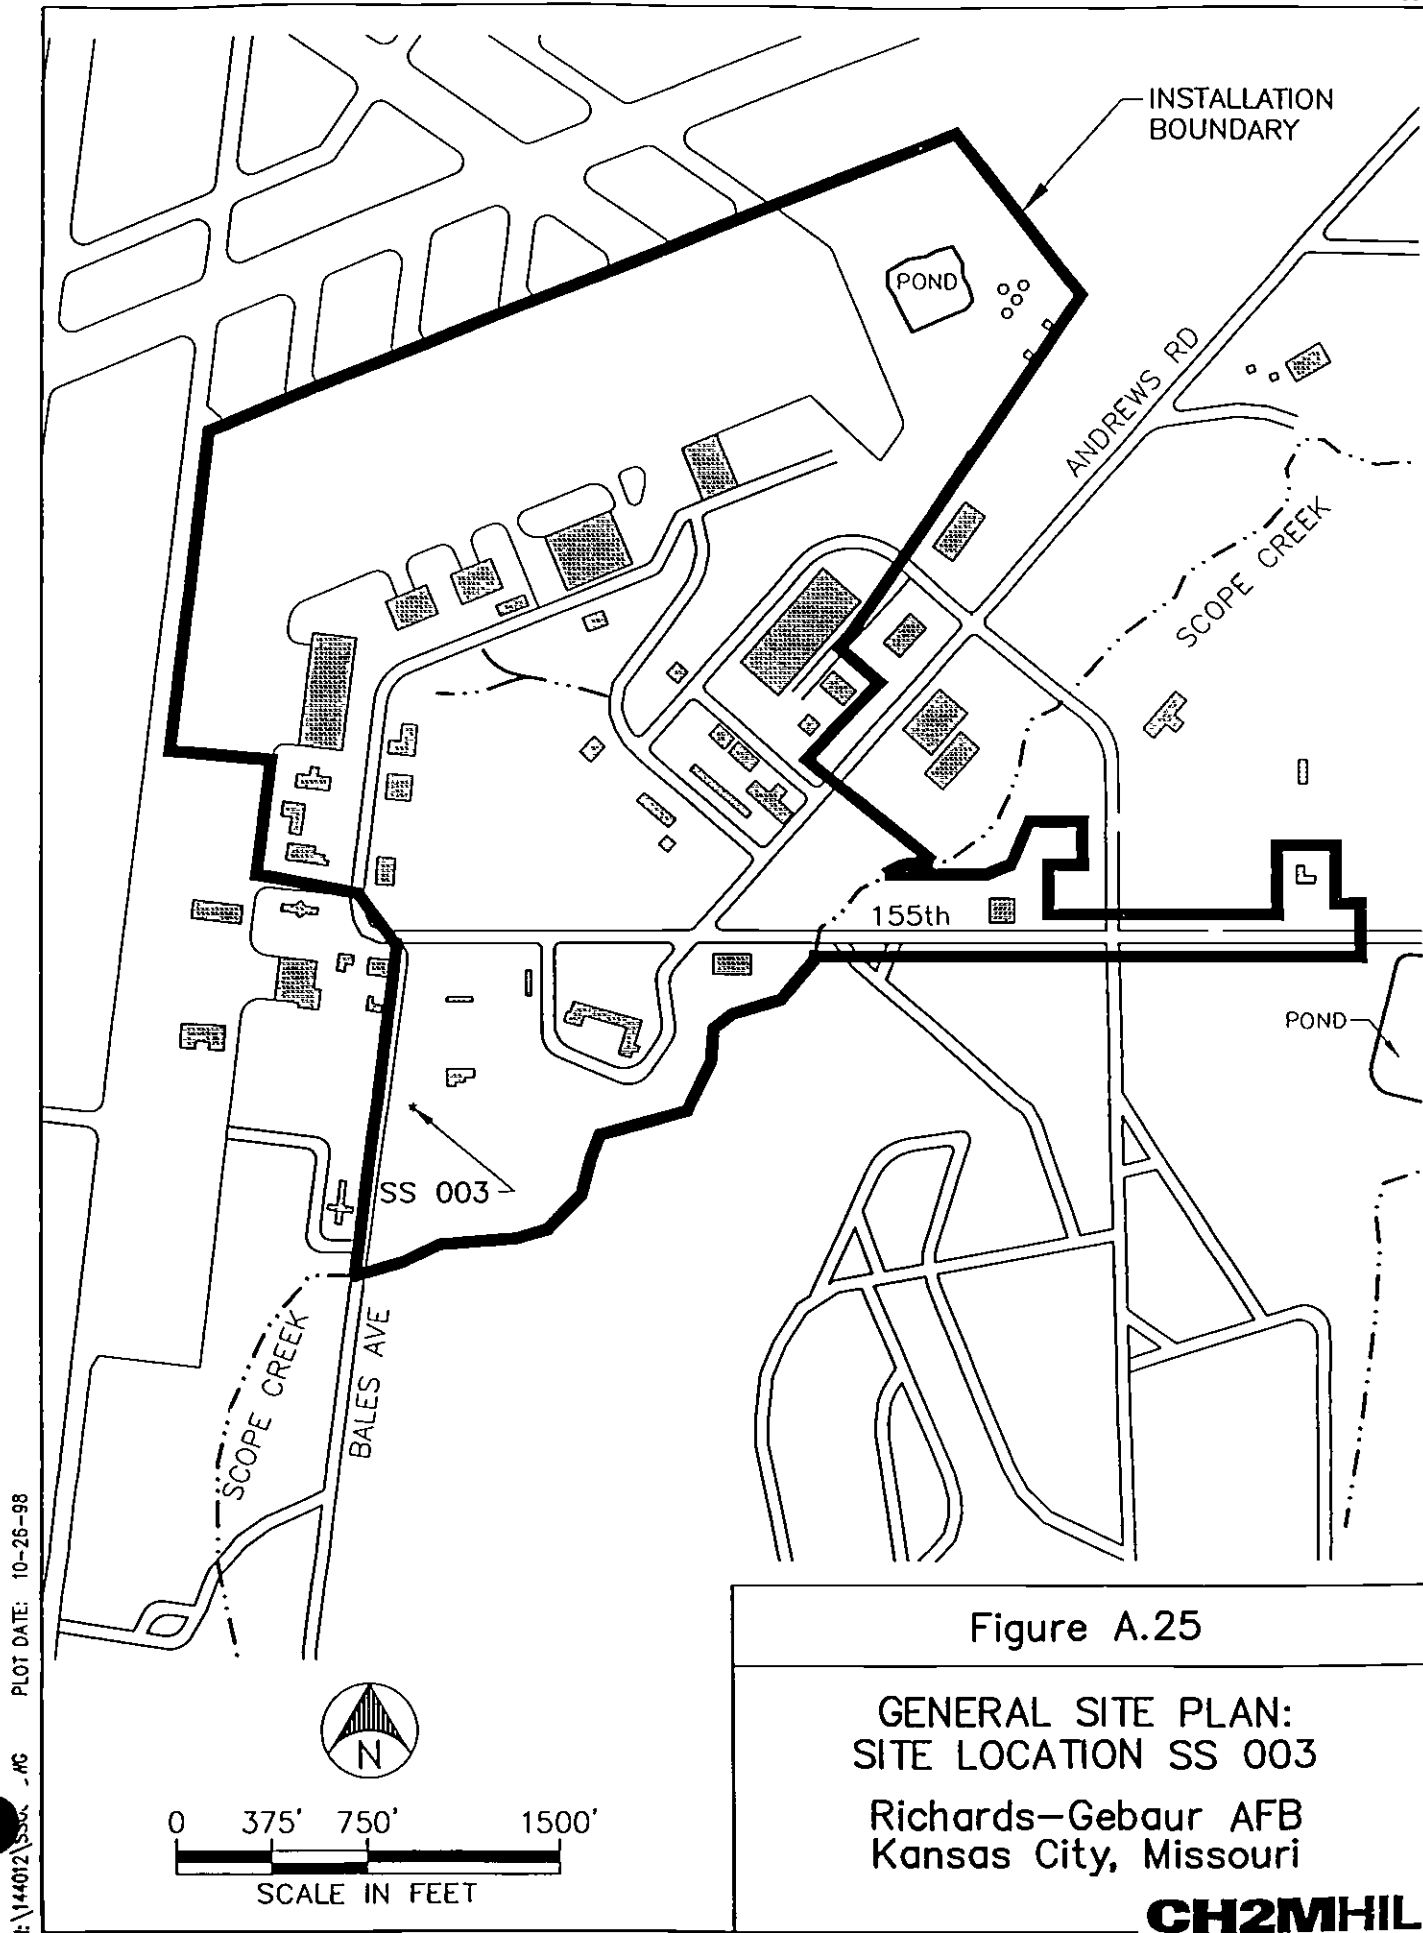 INSTALLATION
BOUNDARY
POND
ANDREWS RD
SCOPE CREEK
155th
POND
SS 003
SCOPE CREEK
BALES AVE
PLOT DATE: 10-26-98
N
0 375' 750' 1500'
SCALE IN FEET
Figure A.25
GENERAL SITE PLAN:
SITE LOCATION SS 003
Richards-Gebaur AFB
Kansas City, Missouri
CH2MHIL